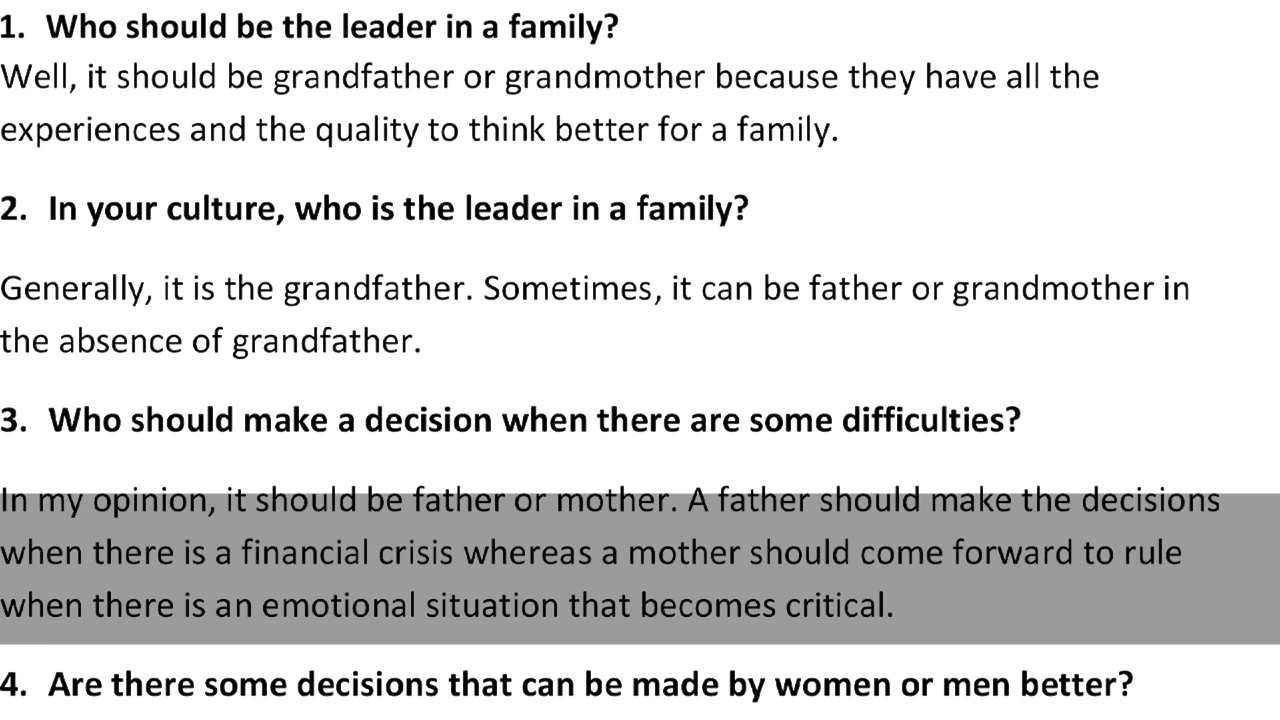 1. Who should be the leader in a family?
Well, it should be grandfather or grandmother because they have all the
experiences and the quality to think better for a family.
2. In your culture, who is the leader in a family?
Generally, it is the grandfather. Sometimes, it can be father or grandmother in
the absence of grandfather.
3. Who should make a decision when there are some difficulties?
In my opinion, it should be father or mother. A father should make the decisions
when there is a financial crisis whereas a mother should come forward to rule
when there is an emotional situation that becomes critical.
4. Are there some decisions that can be made by women or men better?